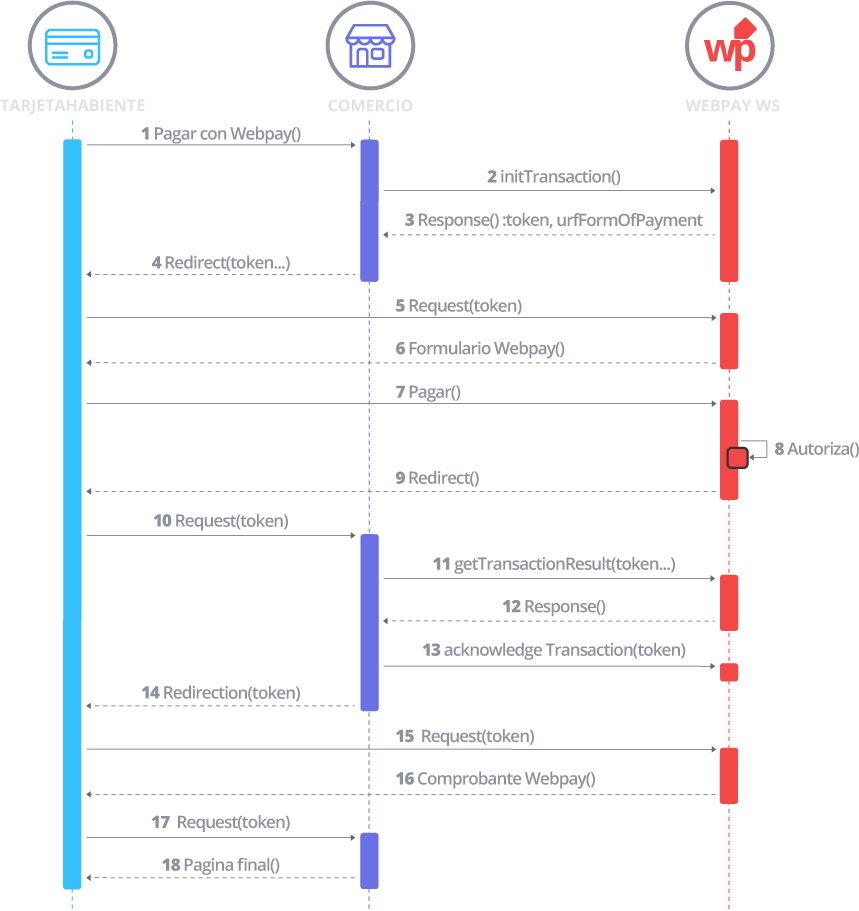 wp
TARJETAHABIENTE
COMERCIO
WEBPAY WS
1 Pagar con Webpay()
2 initTransaction()
3 Response() :token, urfFormOfPayment
4 Redirect(token...)
5 Request(token)
6 Formulario Webpay()
7 Pagar()
8 Autoriza()
9 Redirect()
10 Request(token)
11 getTransactionResult(token...)
12 Response()
13 acknowledge Transaction(token)
14 Redirection(token)
15 Request(token)
16 Comprobante Webpay()
17 Request(token)
18 Pagina final()